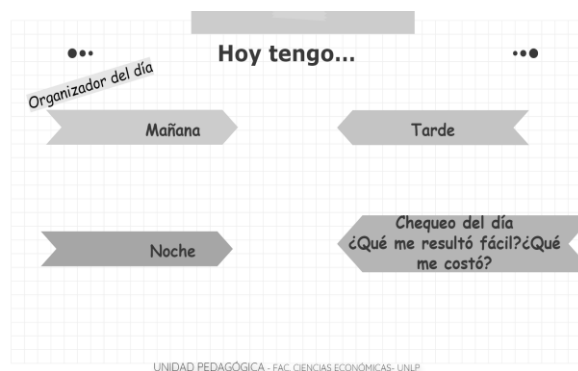 Hoy tengo...
Organizador del día
Mañana
Tarde
Noche
Chequeo del día
¿Qué me resultó fácil?¿Qué
me costó?
UNIDAD PEDAGÓGICA - FAC. CIENCIAS ECONÓMICAS- UNLP